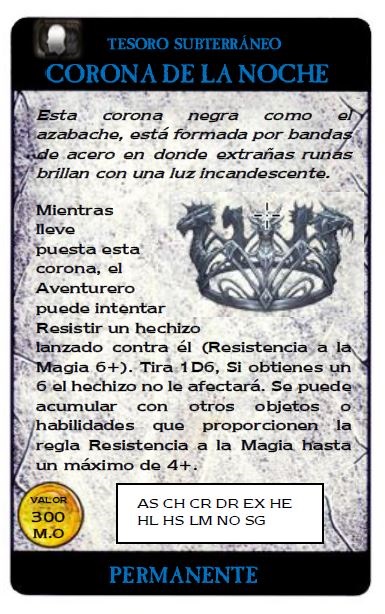 TESORO SUBTERRÁNEO
CORONA DE LA NOCHE
Esta corona negra como el
azabache, está formada por bandas
de acero en donde extrañas runas
brillan con una luz incandescente.
Mientras
lleve
puesta esta
corona, el
Aventurero
puede intentar
Resistir un hechizo
lanzado contra él (Resistencia a la
Magia 6+). Tira 1D6, Si obtienes un
6 el hechizo no le afectará. Se puede
acumular con otros objetos o
habilidades que proporcionen la
regla Resistencia a la Magia hasta
un máximo de 4+.
VALOR
300
M.O
AS CH CR DR EX HE
HL HS LM NO SG
PERMANENTE